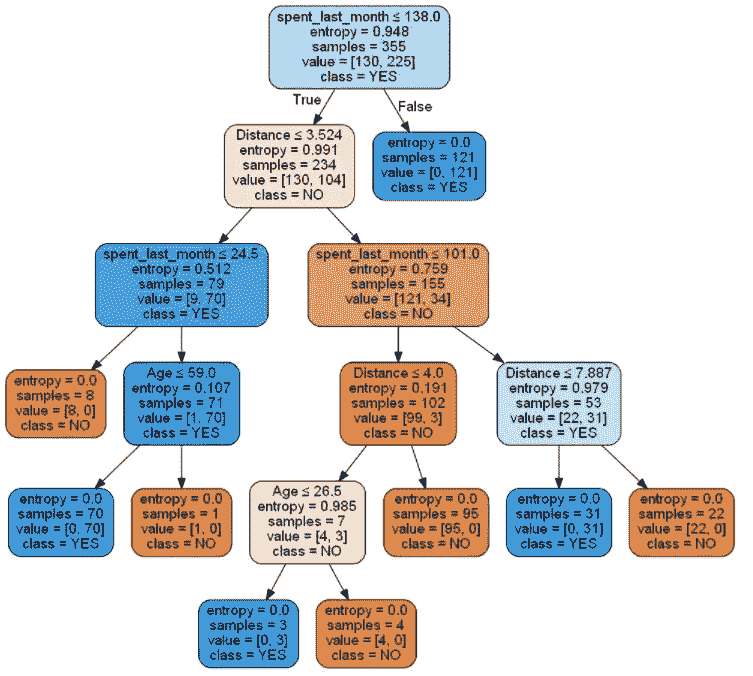 spent_last_month ≤ 138.0
entropy = 0.948
samples = 355
value = [130, 225]
class = YES
True
False
Distance ≤ 3.524
entropy = 0.991
samples = 234
value = [130, 104]
class = NO
entropy = 0.0
samples = 121
value = [0, 121]
class = YES
spent_last_month ≤ 24.5
entropy = 0.512
samples = 79
value = [9, 70]
class = YES
spent_last_month ≤ 101.0
entropy = 0.759
samples = 155
value = [121, 34]
class = NO
entropy = 0.0
samples = 8
value = [8, 0]
class = NO
Age ≤ 59.0
entropy = 0.107
samples = 71
value = [1, 70]
class = YES
Distance ≤ 4.0
entropy = 0.191
samples = 102
value = [99, 3]
class = NO
Distance ≤ 7.887
entropy = 0.979
samples = 53
value = [22, 31]
class = YES
entropy = 0.0
samples = 70
value = [0, 70]
class = YES
entropy = 0.0
samples = 1
value = [1, 0]
class = NO
Age ≤ 26.5
entropy = 0.985
samples = 7
value = [4, 3]
class = NO
entropy = 0.0
samples = 95
value = [95, 0]
class = NO
entropy = 0.0
samples = 31
value = [0, 31]
class = YES
entropy = 0.0
samples = 22
value = [22, 0]
class = NO
entropy = 0.0
samples = 3
value = [0, 3]
class = YES
entropy = 0.0
samples = 4
value = [4, 0]
class = NO